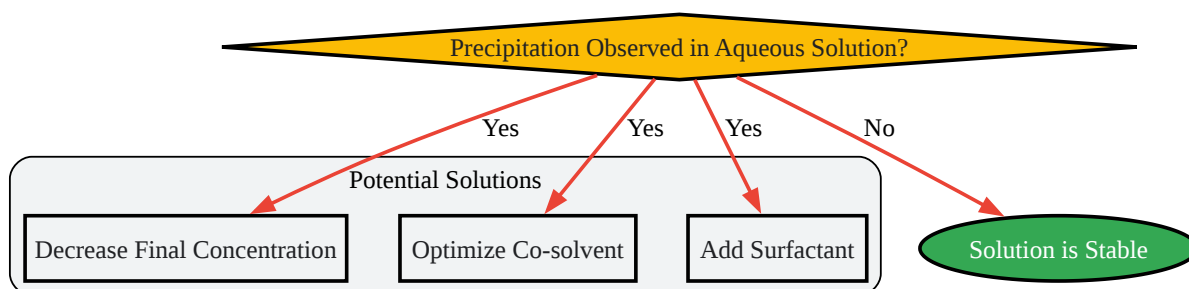 Precipitation Observed in Aqueous Solution?
Yes
Yes
Yes
No
Potential Solutions
Decrease Final Concentration
Optimize Co-solvent
Add Surfactant
Solution is Stable